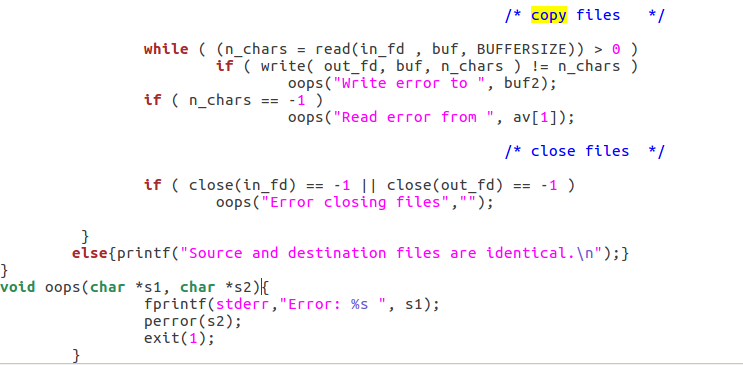 /* copy files   */
while ( (n_chars = read(in_fd , buf, BUFFERSIZE)) > 0 )
if ( write( out_fd, buf, n_chars ) != n_chars )
oops("Write error to ", buf2);
if ( n_chars == -1 )
oops("Read error from ", av[1]);
/* close files  */
if ( close(in_fd) == -1 || close(out_fd) == -1 )
oops("Error closing files","");
}
else{printf("Source and destination files are identical.\n");}
}
void oops(char *s1, char *s2){
fprintf(stderr,"Error: %s ", s1);
perror(s2);
exit(1);
}